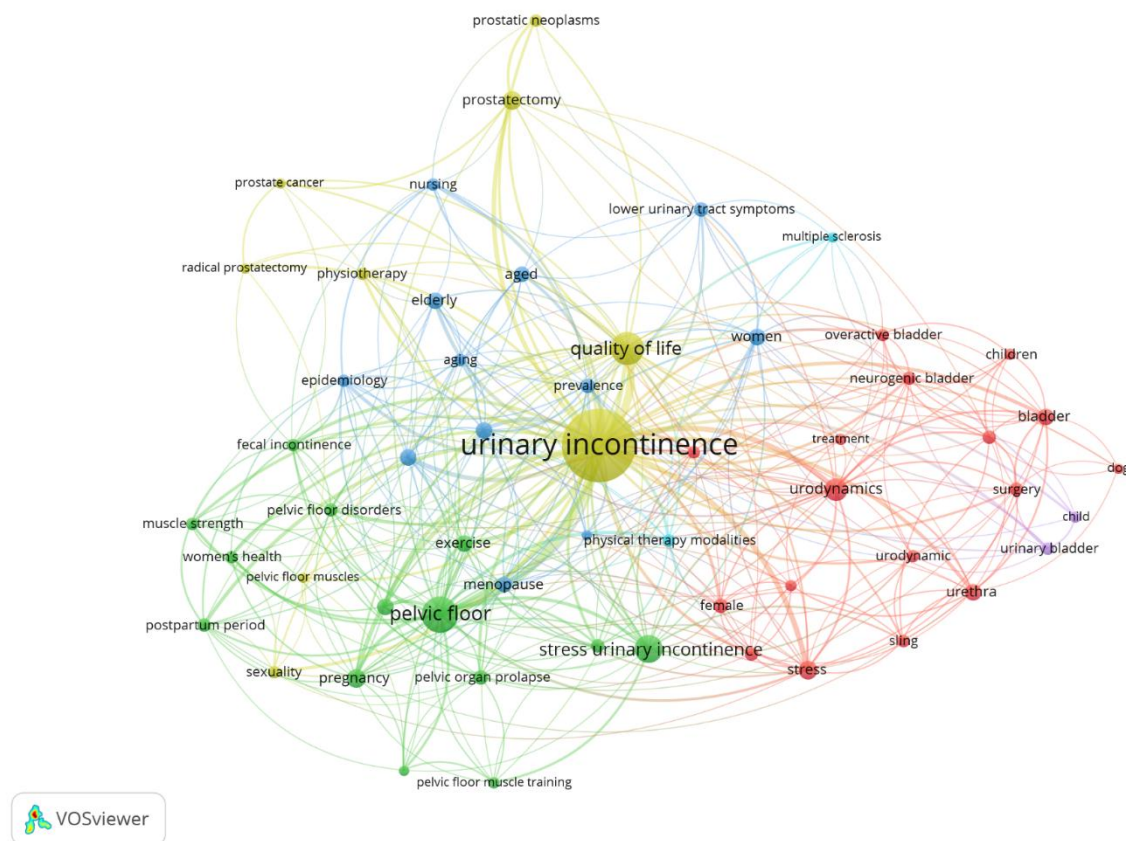 prostatic neoplasms
prostatectomy
prostate cancer
nursing
lower urinary tract symptoms
multiple sclerosis
radical prostatectomy
physiotherapy
aged
elderly
quality of life
women
overactive bladder
children
aging
epidemiology
prevalence
neurogenic bladder
bladder
fecal incontinence
urinary incontinence
treatment
dog
urodynamics
surgery
pelvic floor disorders
muscle strength
child
women's health
exercise
physical therapy modalities
urodynamic
urinary bladder
pelvic floor muscles
menopause
urethra
postpartum period
pelvic floor
female
stress urinary incontinence
sling
sexuality
pregnancy
pelvic organ prolapse
stress
pelvic floor muscle training
VOSviewer